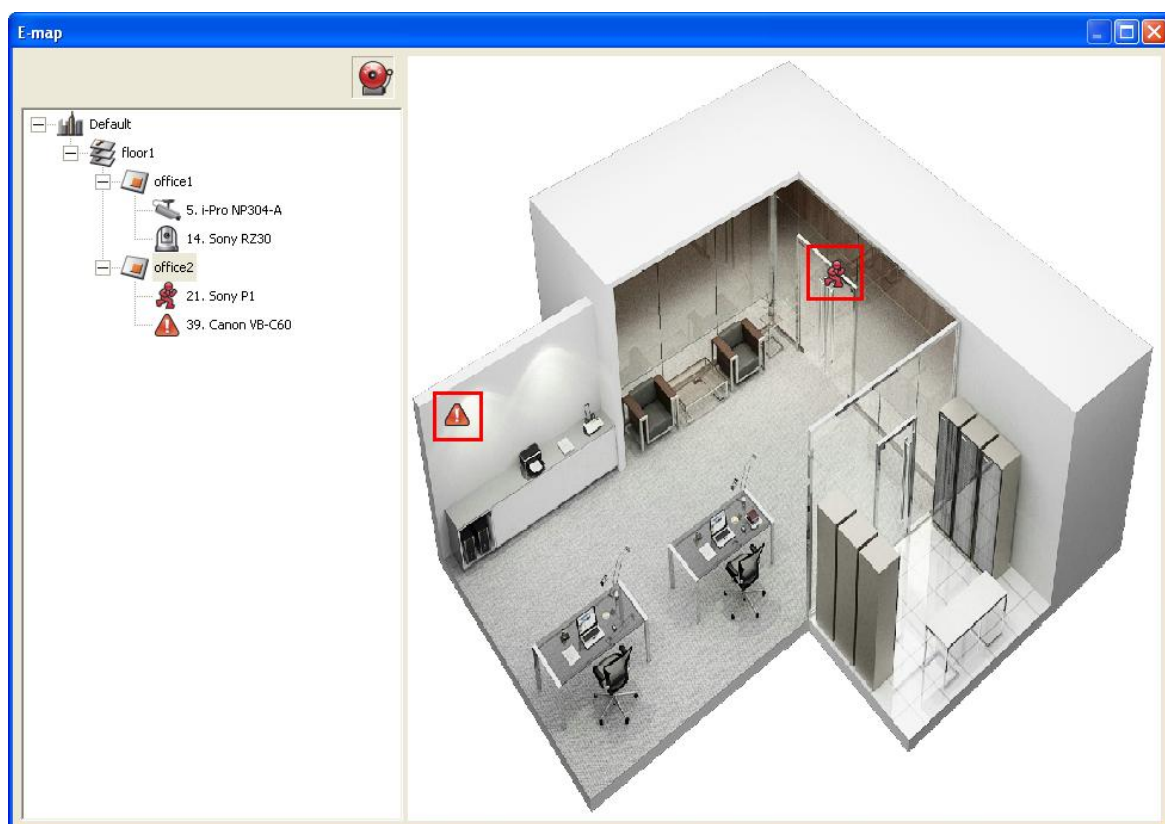 E-map
Default
floor1
office1
5. i-Pro NP304-A
14. Sony RZ30
office2
21. Sony P1
39. Canon VB-C60